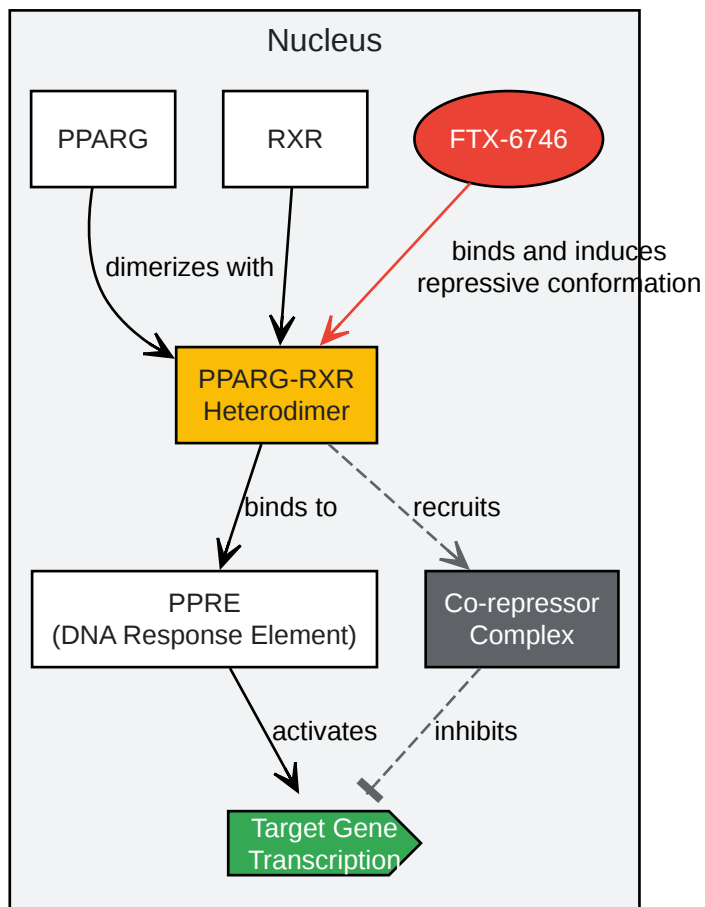 Nucleus
PPARG
RXR
FTX-6746
dimerizes with
binds and induces
repressive conformation
PPARG-RXR
Heterodimer
binds to
recruits
PPRE
(DNA Response Element)
Co-repressor
Complex
activates
inhibits
Target Gene
Transcription